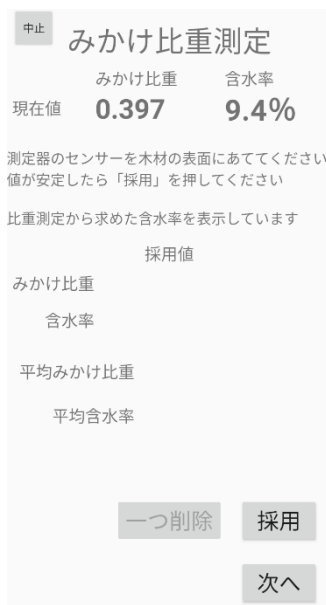 中止
みかけ比重測定
みかけ比重 含水率
現在値 0.397 9.4%
測定器のセンサーを木材の表面にあててください
値が安定したら「採用」を押してください
比重測定から求めた含水率を表示しています
採用値
みかけ比重
含水率
平均みかけ比重
平均含水率
一つ削除 採用
次へ